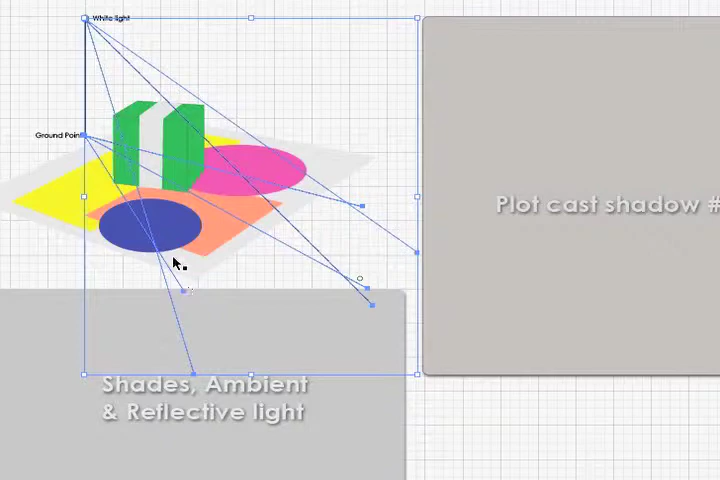 White light
Ground Point
Plot cast shadow #
Shades, Ambient
& Reflective light